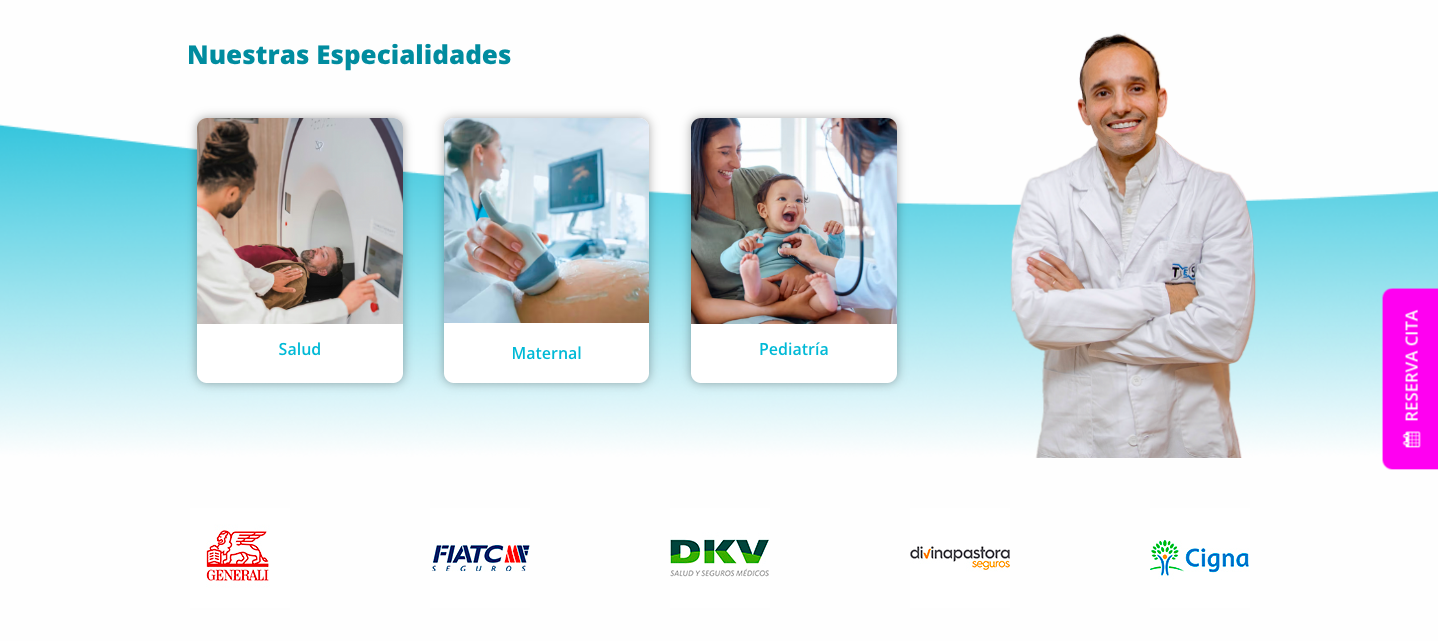 Nuestras Especialidades
Salud
Maternal
Pediatría
RESERVA CITA
GENERALI
FIATC
SEGUROS
DKV
SALUD Y SEGUROS MÉDICOS
divinapastora
seguros
Cigna